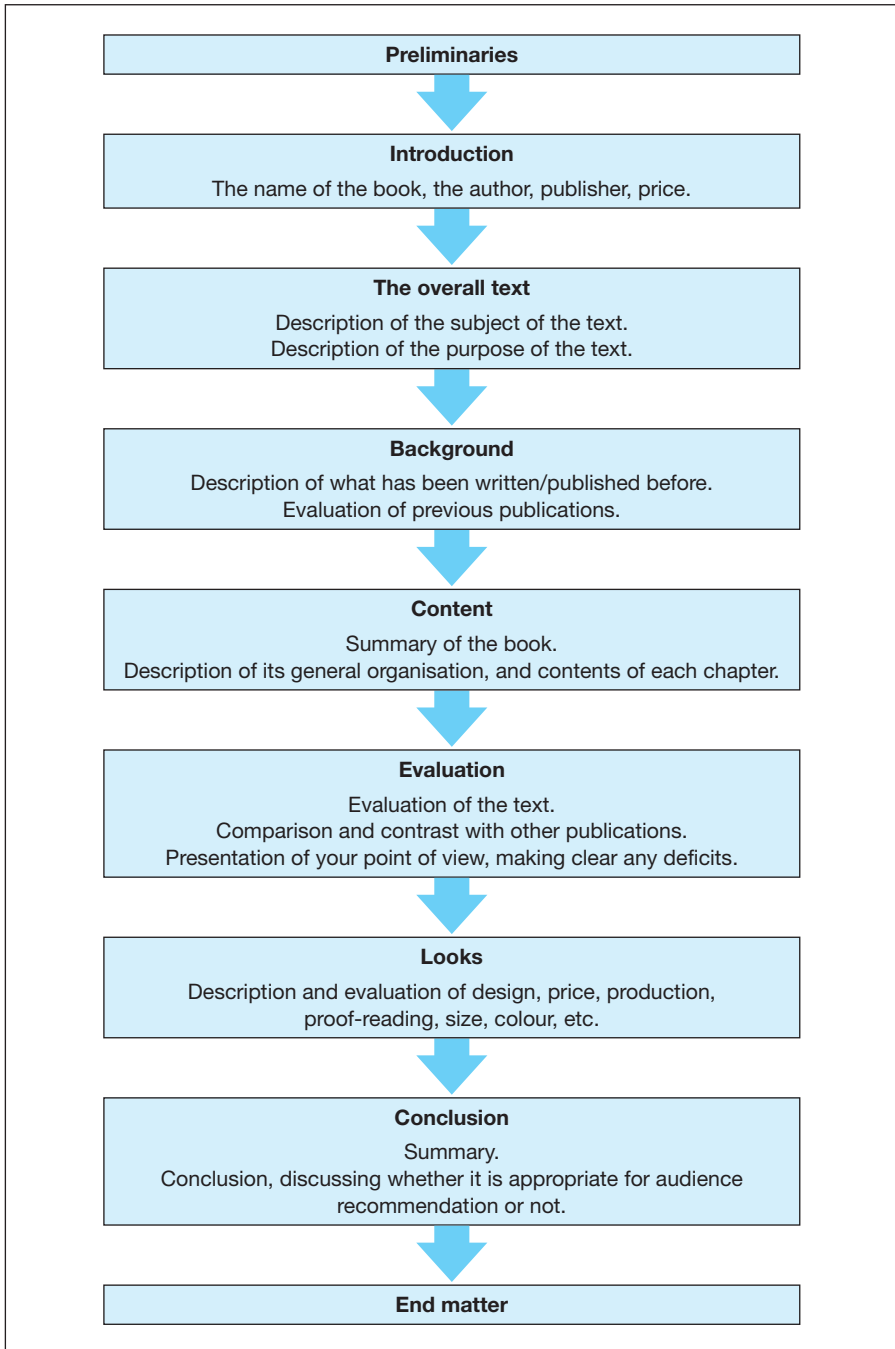 Preliminaries
Introduction
The name of the book, the author, publisher, price.
The overall text
Description of the subject of the text.
Description of the purpose of the text.
Background
Description of what has been written/published before.
Evaluation of previous publications.
Content
Summary of the book.
Description of its general organisation, and contents of each chapter.
Evaluation
Evaluation of the text.
Comparison and contrast with other publications.
Presentation of your point of view, making clear any deficits.
Looks
Description and evaluation of design, price, production,
proof-reading, size, colour, etc.
Conclusion
Summary.
Conclusion, discussing whether it is appropriate for audience
recommendation or not.
End matter